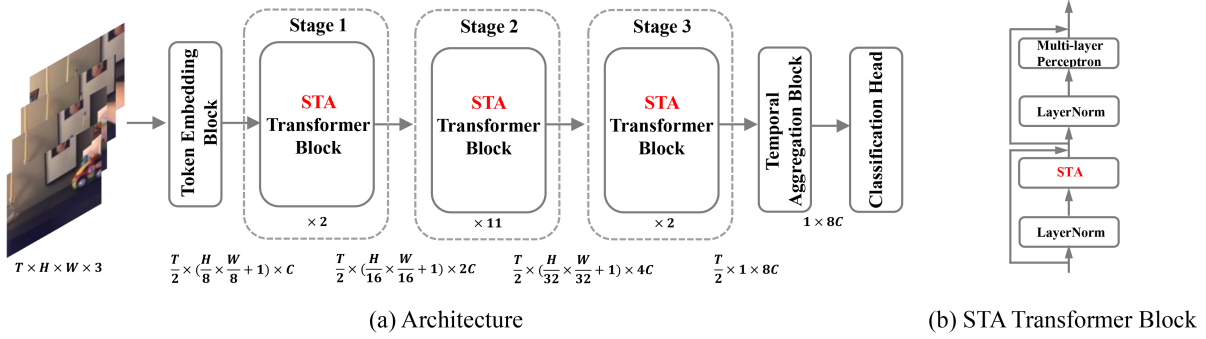 Stage 1
Stage 2
Stage 3
Token Embedding
Block
STA
Transformer
Block
STA
Transformer
Block
STA
Transformer
Block
Temporal
Aggregation Block
Classification Head
× 2
× 11
× 2
1 × 8C
T × H × W × 3
T/2 × (H/8 × W/8 + 1) × C
T/2 × (H/16 × W/16 + 1) × 2C
T/2 × (H/32 × W/32 + 1) × 4C
T/2 × 1 × 8C
(a) Architecture
Multi-layer
Perceptron
LayerNorm
STA
LayerNorm
(b) STA Transformer Block